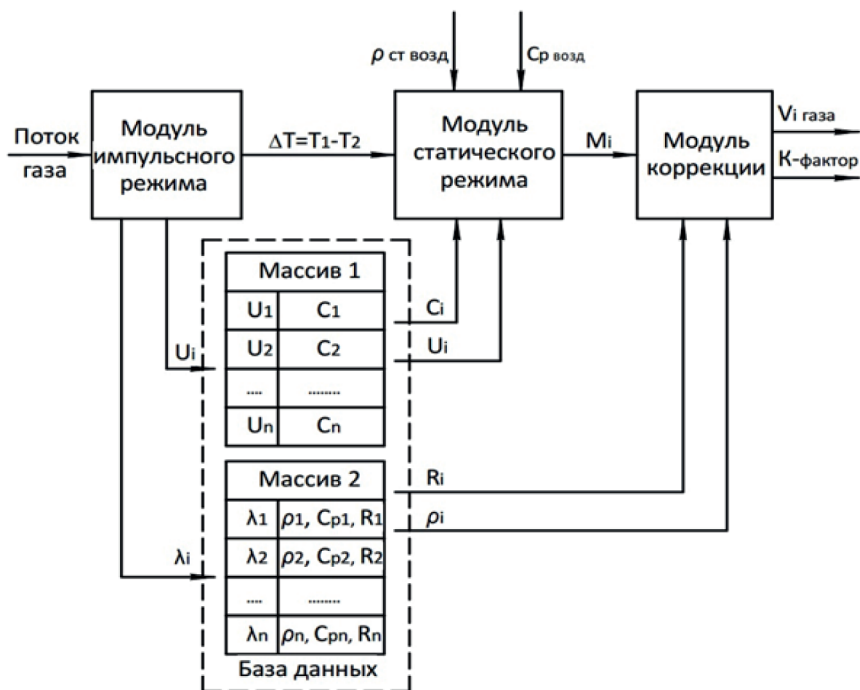 ρ ст возд
Cp возд
Поток
газа
Модуль
импульсного
режима
ΔT=T1-T2
Модуль
статического
режима
Mi
Модуль
коррекции
Vi газа
К-фактор
Массив 1
U1 C1
U2 C2
.... ........
Un Cn
Ui
Ci
Ui
Массив 2
λ1 ρ1, Cp1, R1
λ2 ρ2, Cp2, R2
.... ........
λn ρn, Cpn, Rn
λi
Ri
ρi
База данных